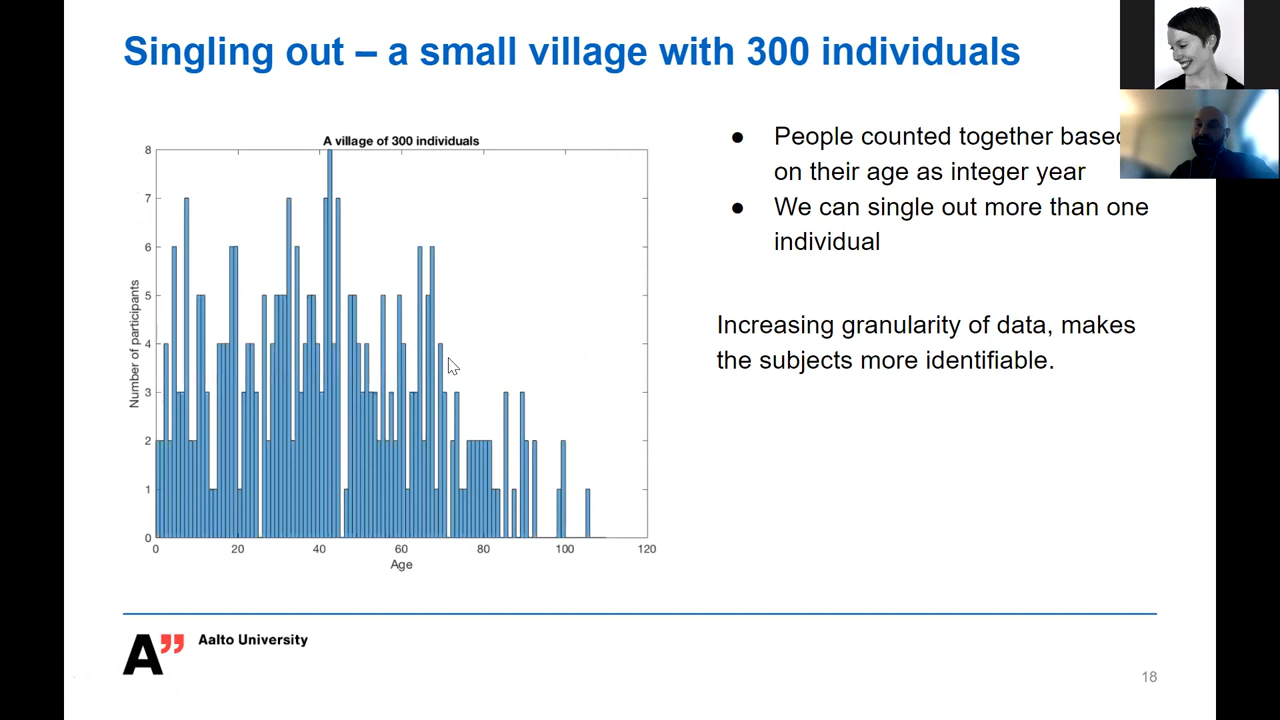 Singling out – a small village with 300 individuals
A village of 300 individuals
8
7
6
5
4
3
2
1
0
Number of participants
0 20 40 60 80 100 120
Age
● People counted together base
on their age as integer year
● We can single out more than one
individual
Increasing granularity of data, makes
the subjects more identifiable.
A”
Aalto University
18